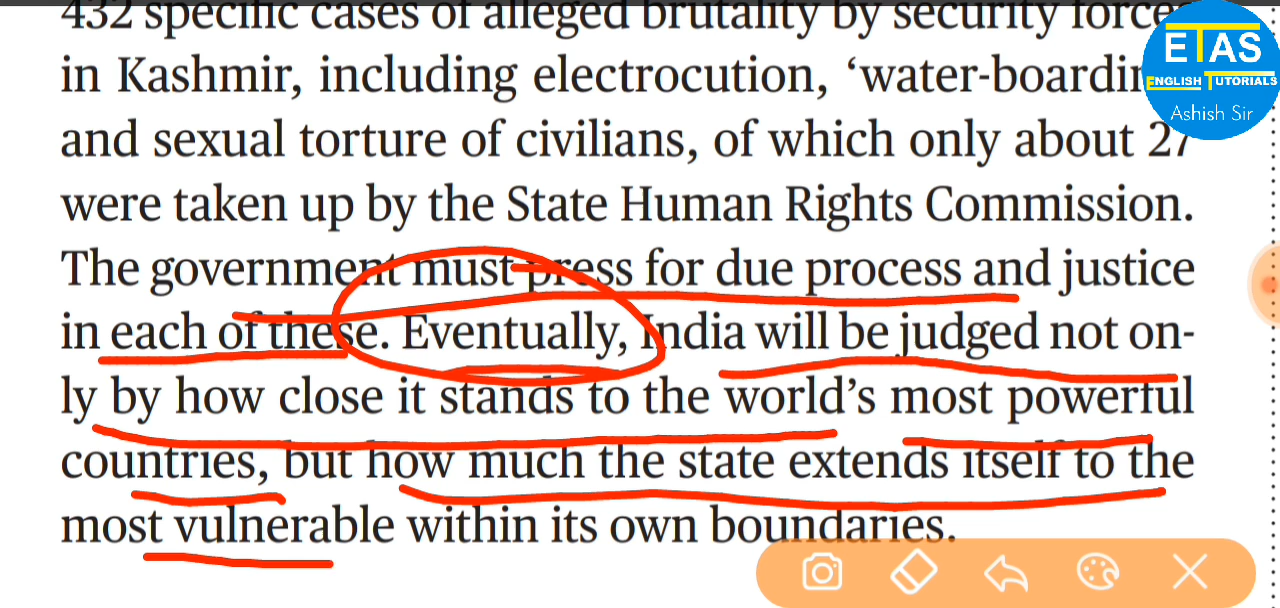 432 specific cases of alleged brutality by security force
in Kashmir, including electrocution, ‘water-boardin
and sexual torture of civilians, of which only about 27
were taken up by the State Human Rights Commission.
The government must press for due process and justice
in each of these. Eventually, India will be judged not on-
ly by how close it stands to the world’s most powerful
countries, but how much the state extends itself to the
most vulnerable within its own boundaries.
ETAS
ENGLISH TUTORIALS
Ashish Sir